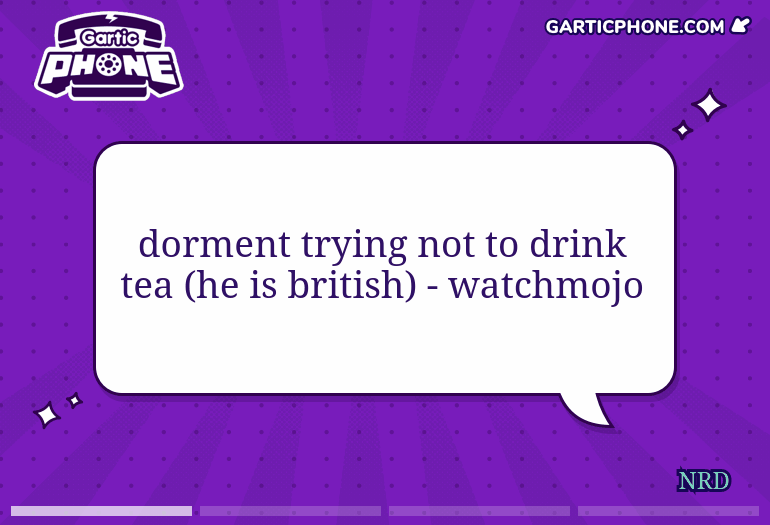 Gartic
PHONE
GARTICPHONE.COM
dorment trying not to drink
tea (he is british) - watchmojo
NRD